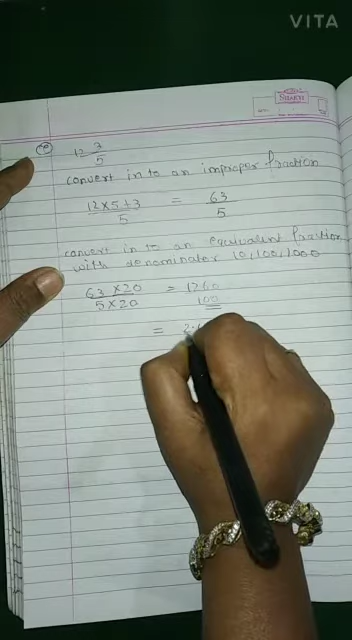 VITA
SHAKTI
12 3/5
convert in to an improper fraction
12×5+3/5 = 63/5
convert in to an equivalent fraction
with denominator 10,100,1000
63×20/5×20 = 1260/100
=